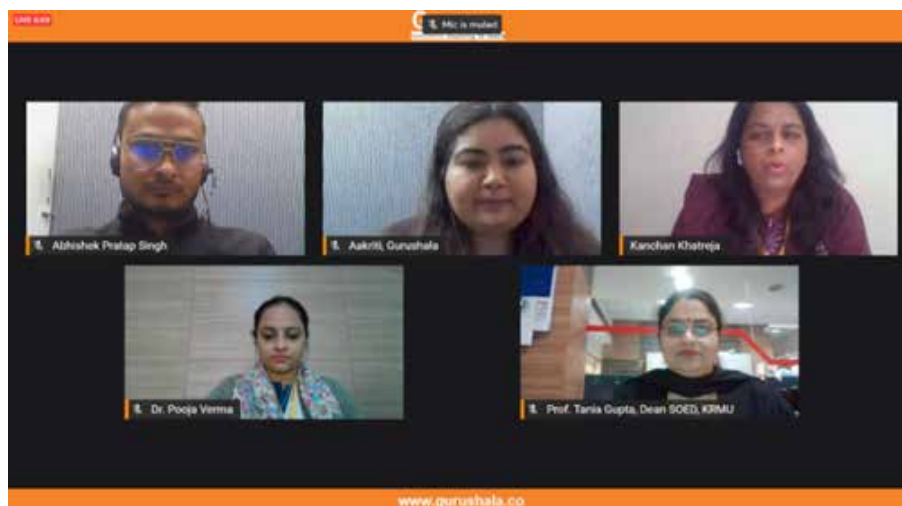 LIVE
Mic is muted
Abhishek Pratap Singh
Aakriti, Gurushala
Kanchan Khatreja
Dr. Pooja Verma
Prof. Tania Gupta, Dean SOED, KRMU
www.gurushala.co